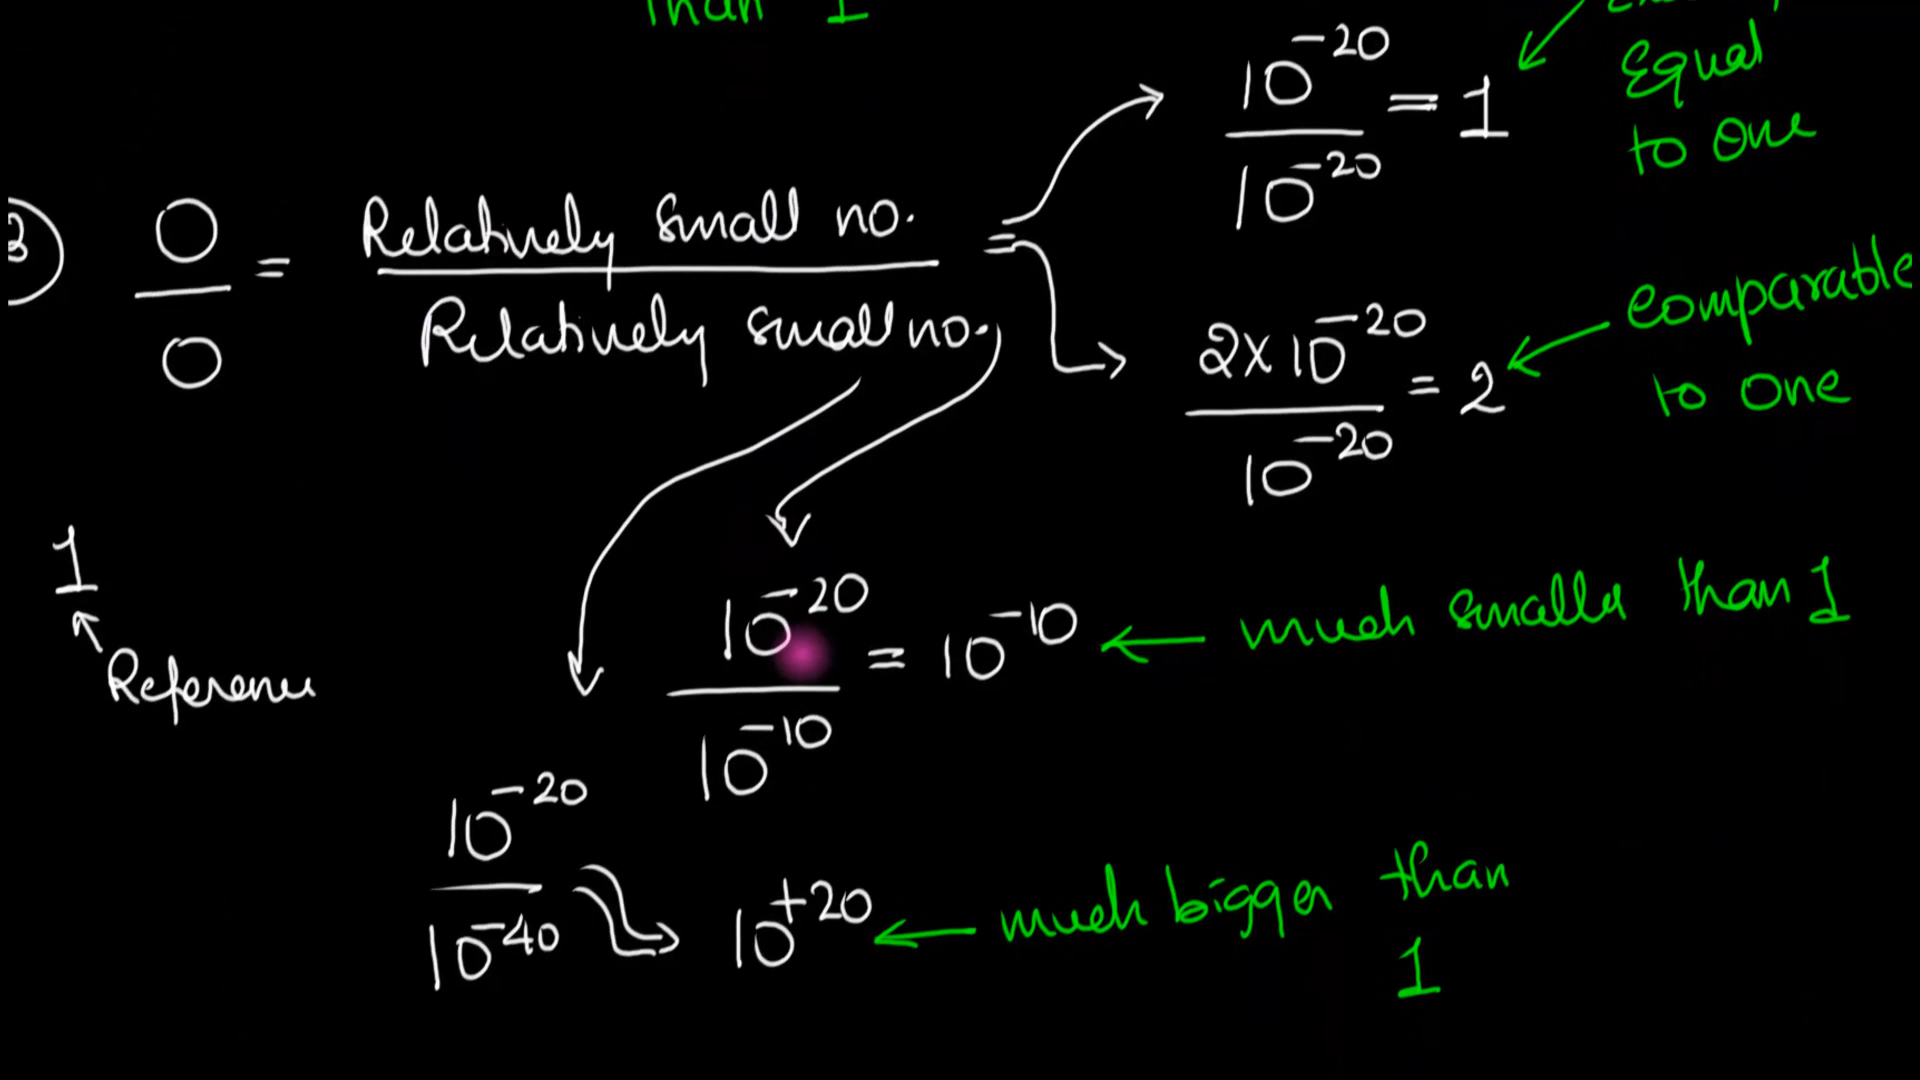 than 1
Equal
to One
10^-20 / 10^-20 = 1
3
0/0 = Relatively small no. / Relatively small no. =
2 x 10^-20 / 10^-20 = 2
comparable
to One
1
Reference
10^-20 / 10^-10 = 10^-10 ← much smaller than 1
10^-20 / 10^-40
10^+20 ← much bigger than
1